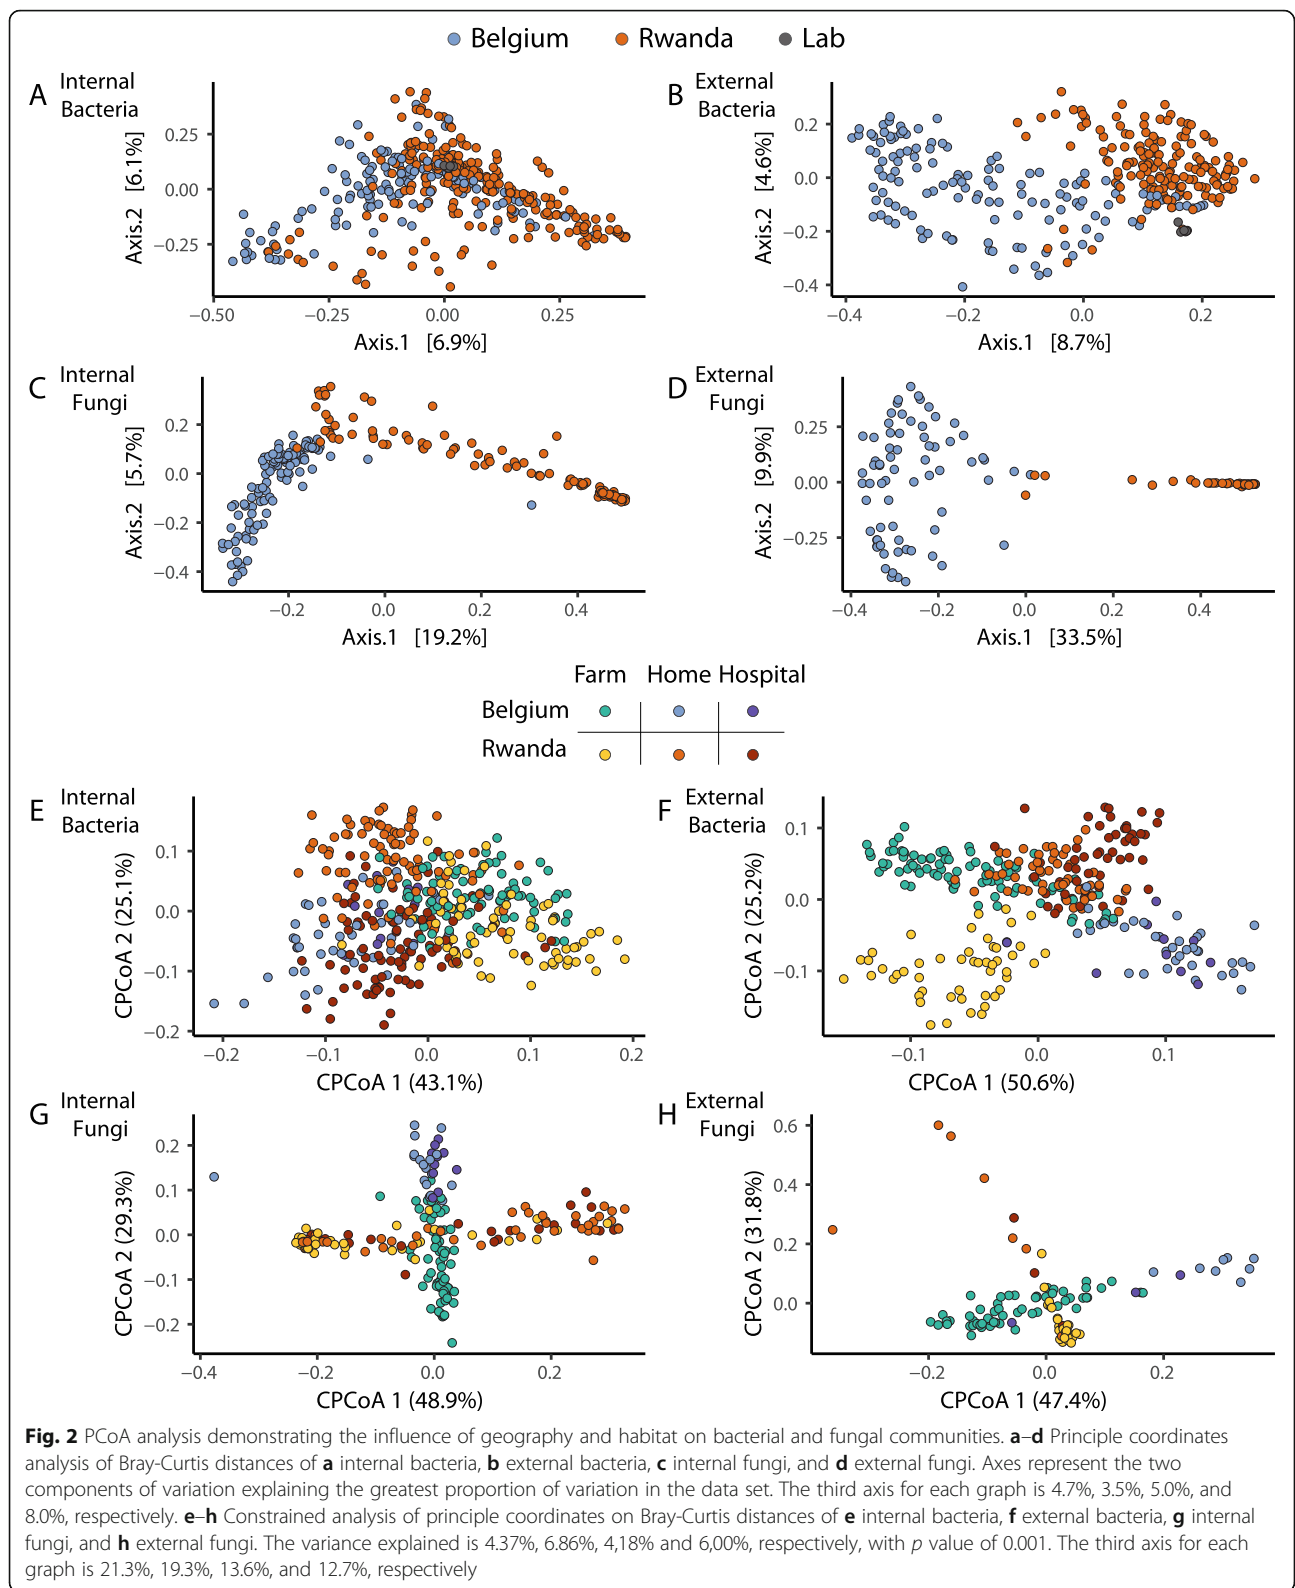 Belgium Rwanda Lab
A Internal Bacteria
0.25
0.00
−0.25
Axis.2 [6.1%]
−0.50 −0.25 0.00 0.25
Axis.1 [6.9%]
B External Bacteria
0.2
0.0
−0.2
−0.4
Axis.2 [4.6%]
−0.4 −0.2 0.0 0.2
Axis.1 [8.7%]
C Internal Fungi
0.2
0.0
−0.2
−0.4
Axis.2 [5.7%]
−0.2 0.0 0.2 0.4
Axis.1 [19.2%]
D External Fungi
0.25
0.00
−0.25
Axis.2 [9.9%]
−0.4 −0.2 0.0 0.2 0.4
Axis.1 [33.5%]
Farm Home Hospital
Belgium
Rwanda
E Internal Bacteria
0.1
0.0
−0.1
−0.2
CPCoA 2 (25.1%)
−0.2 −0.1 0.0 0.1 0.2
CPCoA 1 (43.1%)
F External Bacteria
0.1
0.0
−0.1
CPCoA 2 (25.2%)
−0.1 0.0 0.1
CPCoA 1 (50.6%)
G Internal Fungi
0.2
0.1
0.0
−0.1
−0.2
CPCoA 2 (29.3%)
−0.4 −0.2 0.0 0.2
CPCoA 1 (48.9%)
H External Fungi
0.6
0.4
0.2
0.0
CPCoA 2 (31.8%)
−0.2 0.0 0.2
CPCoA 1 (47.4%)
Fig. 2 PCoA analysis demonstrating the influence of geography and habitat on bacterial and fungal communities. a–d Principle coordinates
analysis of Bray-Curtis distances of a internal bacteria, b external bacteria, c internal fungi, and d external fungi. Axes represent the two
components of variation explaining the greatest proportion of variation in the data set. The third axis for each graph is 4.7%, 3.5%, 5.0%, and
8.0%, respectively. e–h Constrained analysis of principle coordinates on Bray-Curtis distances of e internal bacteria, f external bacteria, g internal
fungi, and h external fungi. The variance explained is 4.37%, 6.86%, 4,18% and 6,00%, respectively, with p value of 0.001. The third axis for each
graph is 21.3%, 19.3%, 13.6%, and 12.7%, respectively